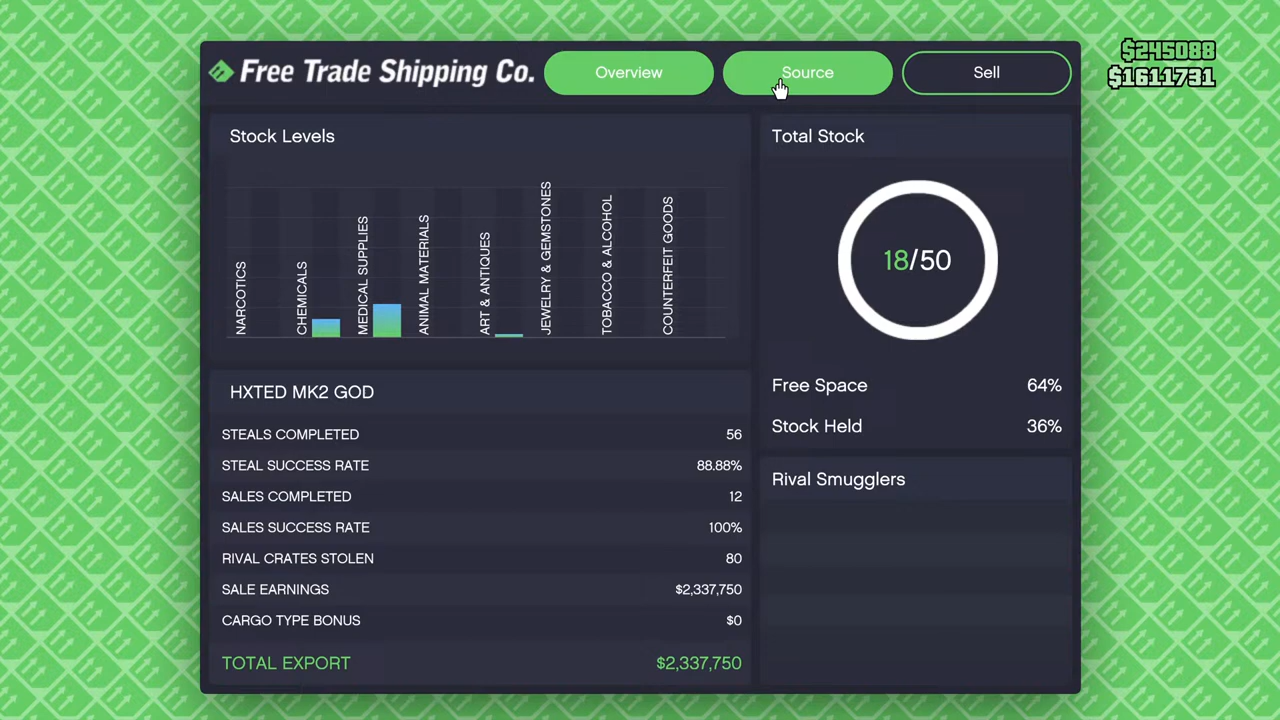 Free Trade Shipping Co.
Overview
Source
Sell
$245088
$1611731
Stock Levels
NARCOTICS
CHEMICALS
MEDICAL SUPPLIES
ANIMAL MATERIALS
ART & ANTIQUES
JEWELRY & GEMSTONES
TOBACCO & ALCOHOL
COUNTERFEIT GOODS
Total Stock
18/50
Free Space 64%
Stock Held 36%
HXTED MK2 GOD
STEALS COMPLETED 56
STEAL SUCCESS RATE 88.88%
SALES COMPLETED 12
SALES SUCCESS RATE 100%
RIVAL CRATES STOLEN 80
SALE EARNINGS $2,337,750
CARGO TYPE BONUS $0
TOTAL EXPORT $2,337,750
Rival Smugglers